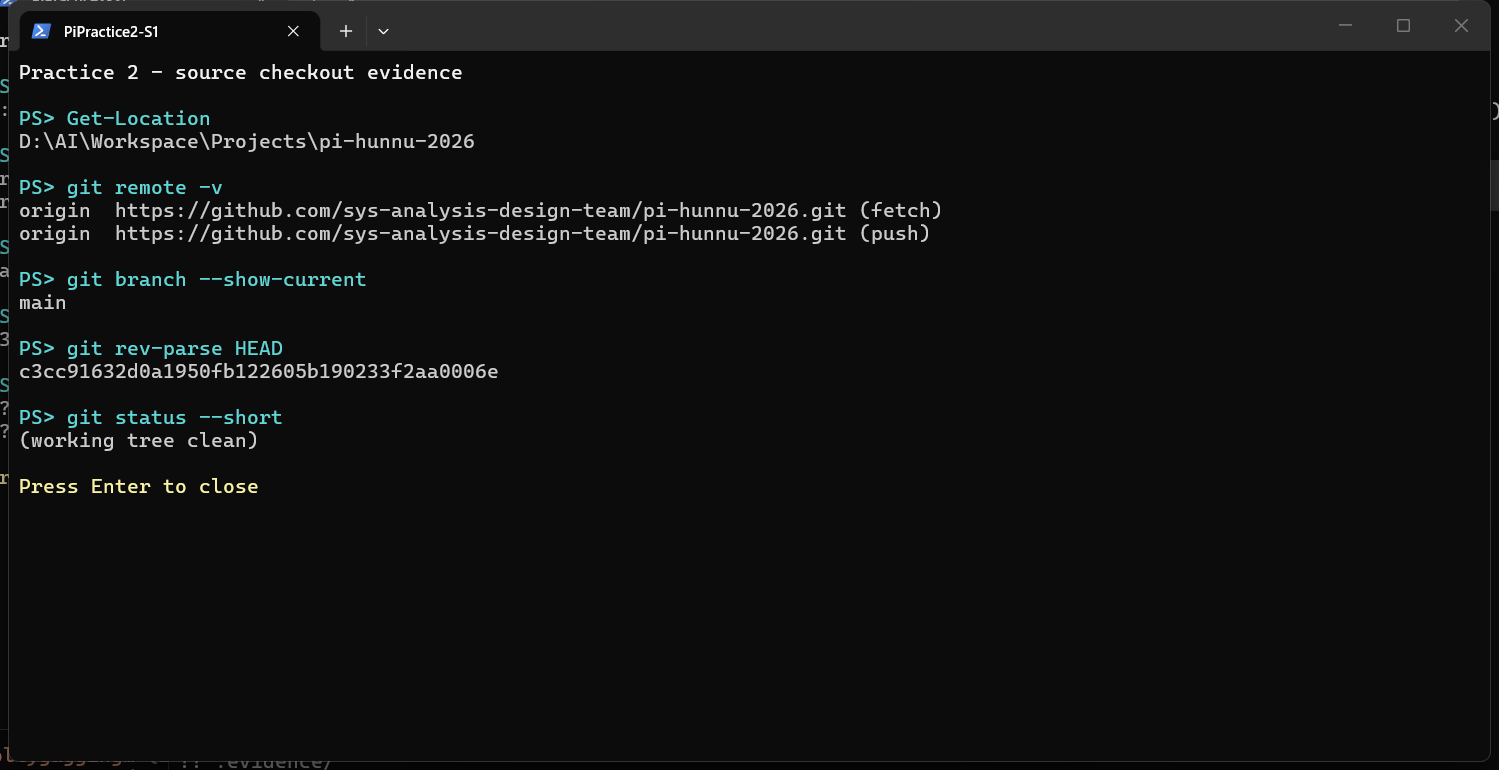 PiPractice2-S1
Practice 2 - source checkout evidence
PS> Get-Location
D:\AI\Workspace\Projects\pi-hunnu-2026
PS> git remote -v
origin  https://github.com/sys-analysis-design-team/pi-hunnu-2026.git (fetch)
origin  https://github.com/sys-analysis-design-team/pi-hunnu-2026.git (push)
PS> git branch --show-current
main
PS> git rev-parse HEAD
c3cc91632d0a1950fb122605b190233f2aa0006e
PS> git status --short
(working tree clean)
Press Enter to close